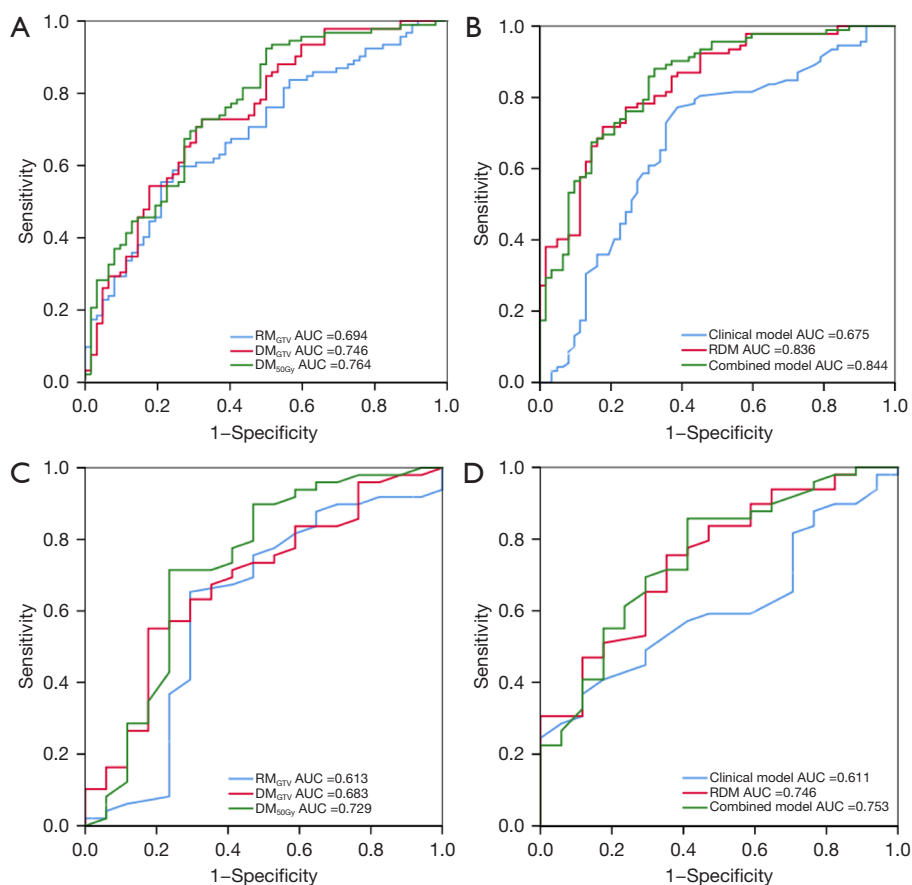 A
1.0
0.8
0.6
0.4
0.2
0.0
Sensitivity
RM_GTV AUC =0.694
DM_GTV AUC =0.746
DM_50Gy AUC =0.764
0.0 0.2 0.4 0.6 0.8 1.0
1–Specificity
B
1.0
0.8
0.6
0.4
0.2
0.0
Sensitivity
Clinical model AUC =0.675
RDM AUC =0.836
Combined model AUC =0.844
0.0 0.2 0.4 0.6 0.8 1.0
1–Specificity
C
1.0
0.8
0.6
0.4
0.2
0.0
Sensitivity
RM_GTV AUC =0.613
DM_GTV AUC =0.683
DM_50Gy AUC =0.729
0.0 0.2 0.4 0.6 0.8 1.0
1–Specificity
D
1.0
0.8
0.6
0.4
0.2
0.0
Sensitivity
Clinical model AUC =0.611
RDM AUC =0.746
Combined model AUC =0.753
0.0 0.2 0.4 0.6 0.8 1.0
1–Specificity